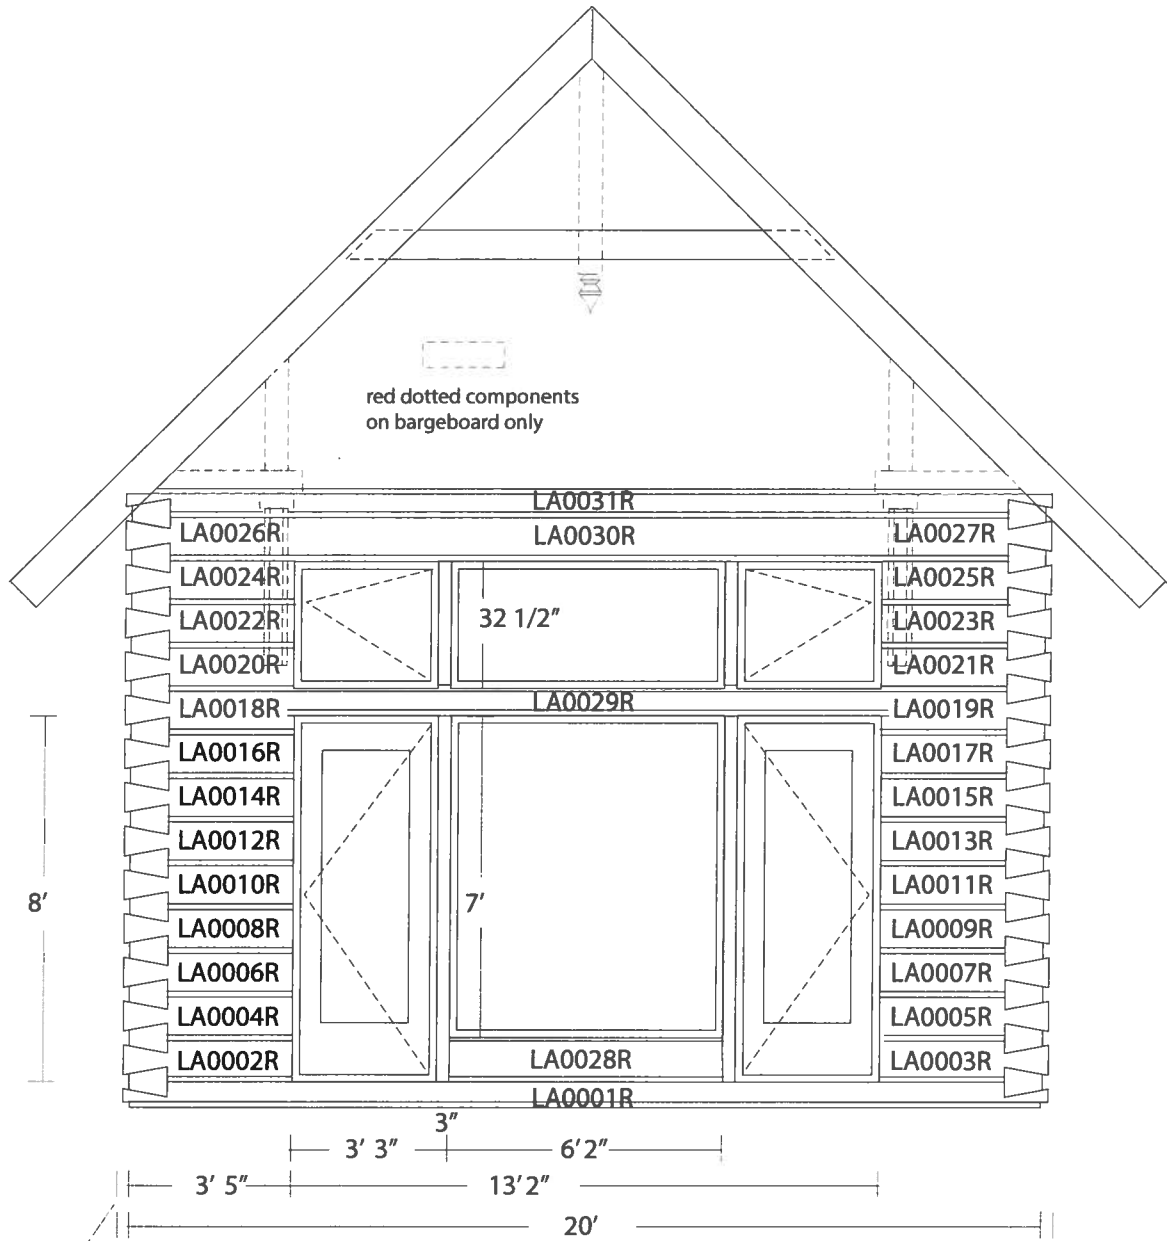 red dotted components
on bargeboard only
LA0031R
LA0026R
LA0030R
LA0027R
LA0024R
LA0025R
32 1/2”
LA0022R
LA0023R
LA0020R
LA0021R
LA0029R
LA0018R
LA0019R
LA0016R
LA0017R
LA0014R
LA0015R
LA0012R
LA0013R
LA0010R
LA0011R
8’
7’
LA0008R
LA0009R
LA0006R
LA0007R
LA0004R
LA0005R
LA0002R
LA0028R
LA0003R
LA0001R
3”
3’ 3”
6’2”
3’ 5”
13’2”
20’